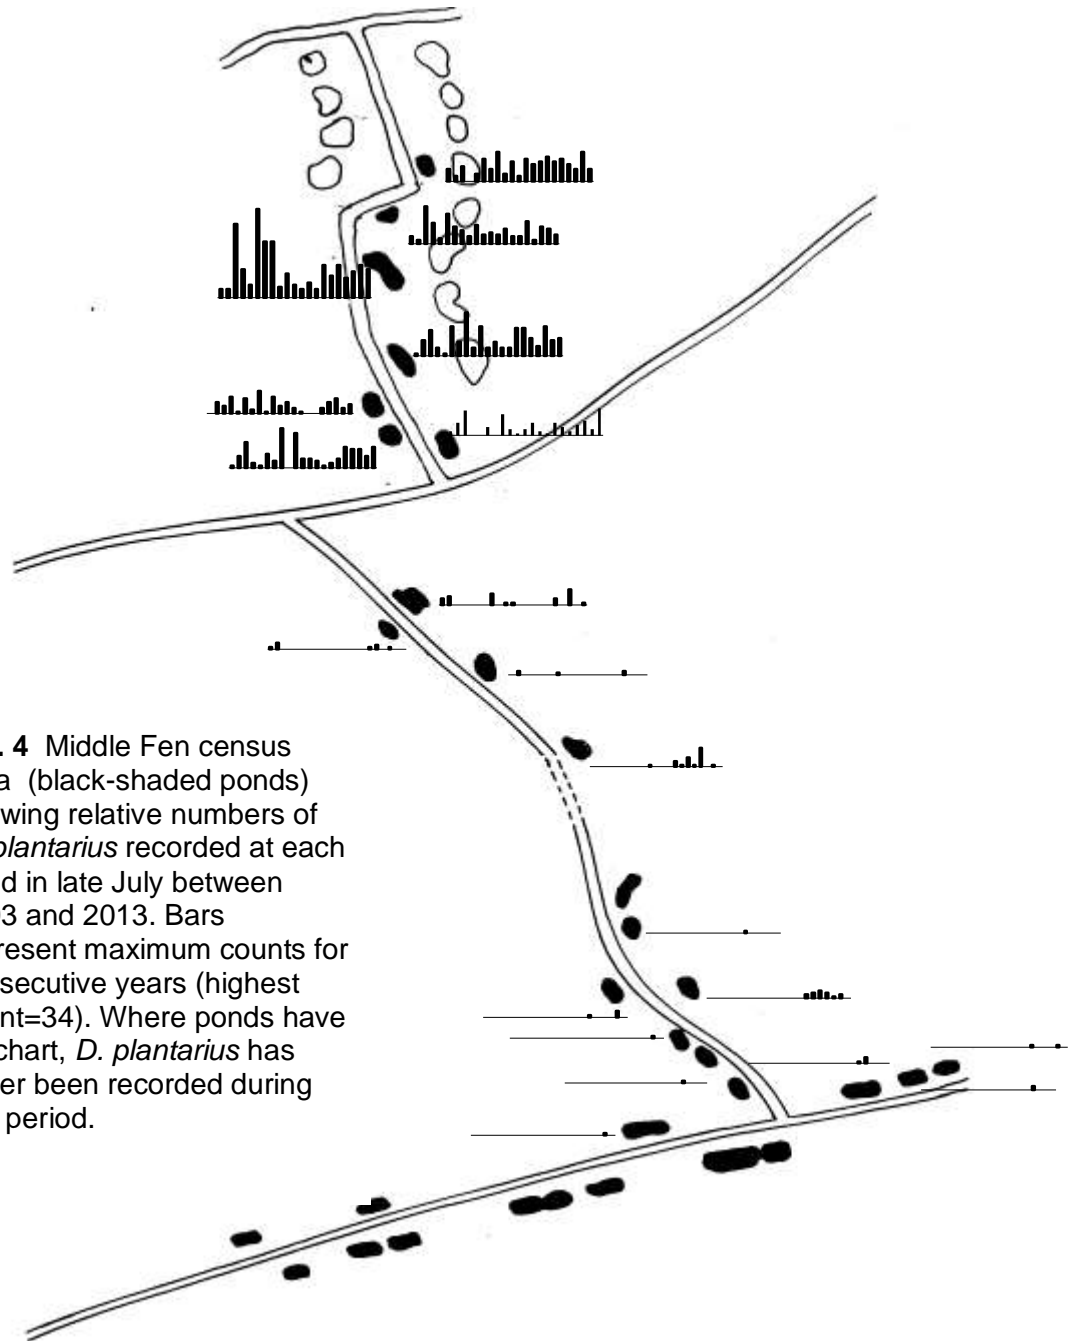 . 4 Middle Fen census
a (black-shaded ponds)
wing relative numbers of
plantarius recorded at each
d in late July between
93 and 2013. Bars
resent maximum counts for
secutive years (highest
nt=34). Where ponds have
chart, D. plantarius has
er been recorded during
period.